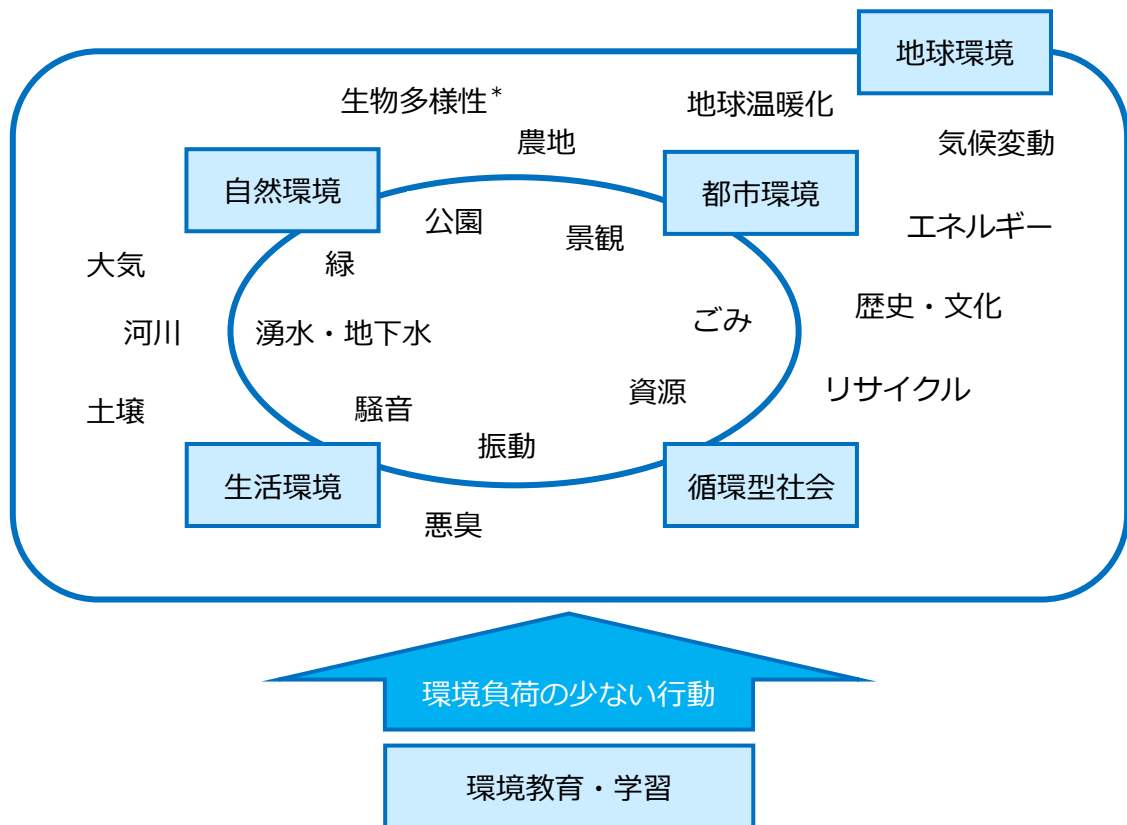 地球環境
生物多様性*
地球温暖化
農地
気候変動
自然環境
都市環境
公園
景観
エネルギー
大気
緑
歴史・文化
河川
湧水・地下水
ごみ
土壌
騒音
資源
リサイクル
振動
生活環境
循環型社会
悪臭
環境負荷の少ない行動
環境教育・学習